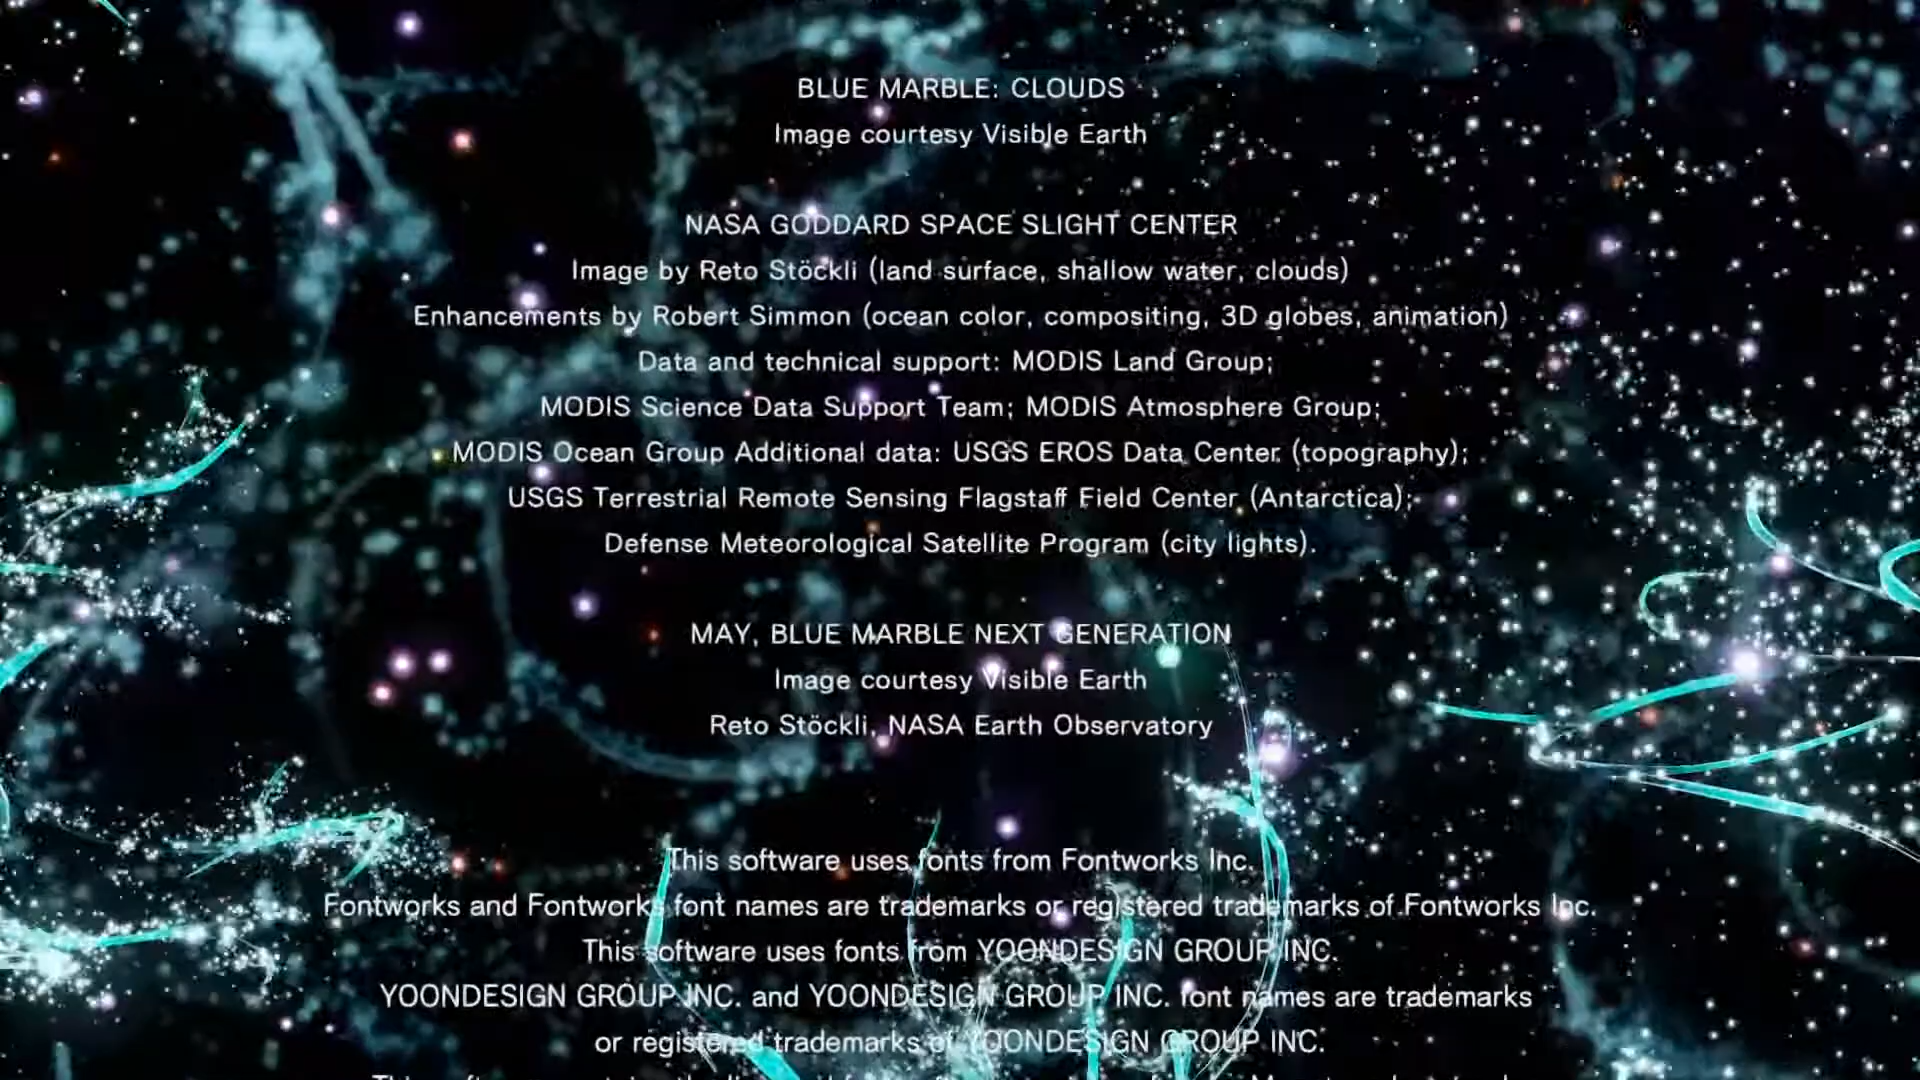 BLUE MARBLE: CLOUDS
Image courtesy Visible Earth
NASA GODDARD SPACE SLIGHT CENTER
Image by Reto Stöckli (land surface, shallow water, clouds)
Enhancements by Robert Simmon (ocean color, compositing, 3D globes, animation)
Data and technical support: MODIS Land Group;
MODIS Science Data Support Team; MODIS Atmosphere Group;
MODIS Ocean Group Additional data: USGS EROS Data Center (topography);
USGS Terrestrial Remote Sensing Flagstaff Field Center (Antarctica);
Defense Meteorological Satellite Program (city lights).
MAY, BLUE MARBLE NEXT GENERATION
Image courtesy Visible Earth
Reto Stöckli, NASA Earth Observatory
This software uses fonts from Fontworks Inc.
Fontworks and Fontworks font names are trademarks or registered trademarks of Fontworks Inc.
This software uses fonts from YOONDESIGN GROUP INC.
YOONDESIGN GROUP INC. and YOONDESIGN GROUP INC. font names are trademarks
or registered trademarks of YOONDESIGN GROUP INC.